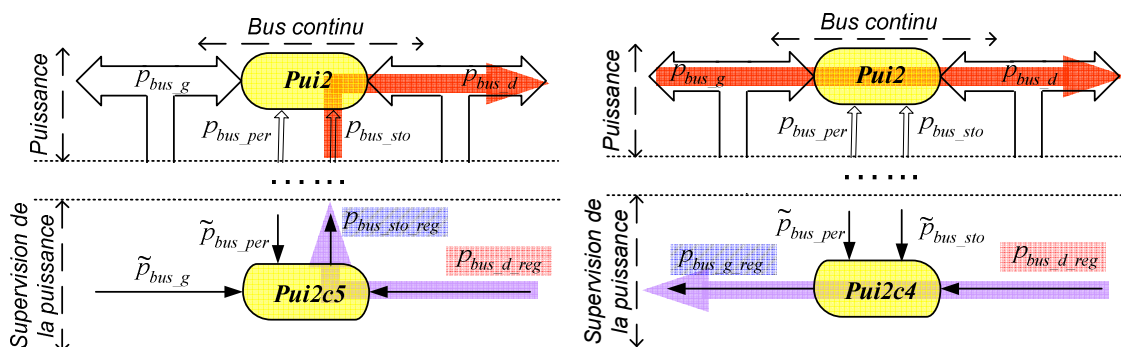 Bus continu
Puissance
p_bus_g
Pui2
p_bus_d
p_bus_per
p_bus_sto
......
Supervision de
la puissance
p̃_bus_per
p_bus_sto_reg
p̃_bus_g
p_bus_d_reg
Pui2c5
Bus continu
Puissance
p_bus_g
Pui2
p_bus_d
p_bus_per
p_bus_sto
......
Supervision de
la puissance
p̃_bus_per
p̃_bus_sto
p_bus_g_reg
p_bus_d_reg
Pui2c4